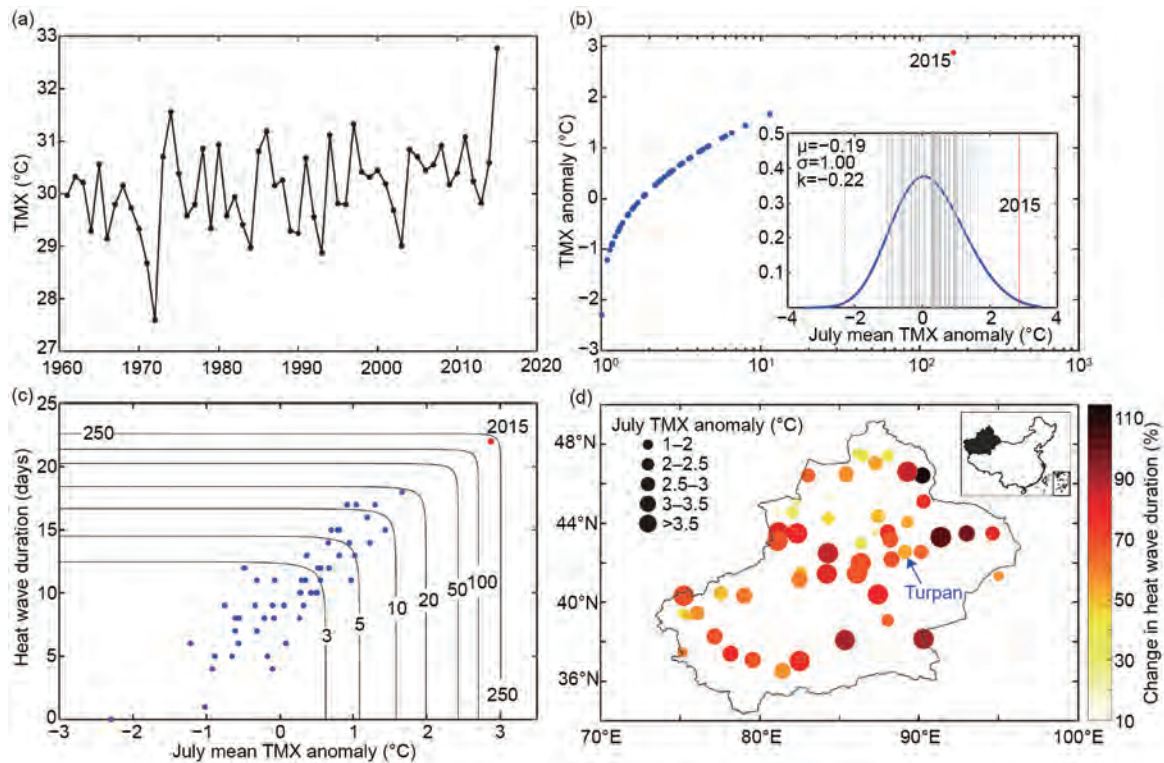 (a)
33
32
31
30
29
28
27
TMX (°C)
1960 1970 1980 1990 2000 2010 2020
(b)
3
2
1
0
−1
−2
−3
TMX anomaly (°C)
2015
10⁰ 10¹ 10² 10³
0.5
0.4
0.3
0.2
0.1
μ=−0.19
σ=1.00
k=−0.22
2015
−4 −2 0 2 4
July mean TMX anomaly (°C)
(c)
25
20
15
10
5
0
Heat wave duration (days)
250
2015
3 5 10 20 50 100
250
−3 −2 −1 0 1 2 3
July mean TMX anomaly (°C)
(d)
48°N
44°N
40°N
36°N
July TMX anomaly (°C)
1–2
2–2.5
2.5–3
3–3.5
>3.5
Turpan
70°E 80°E 90°E 100°E
110
90
70
50
30
10
Change in heat wave duration (%)